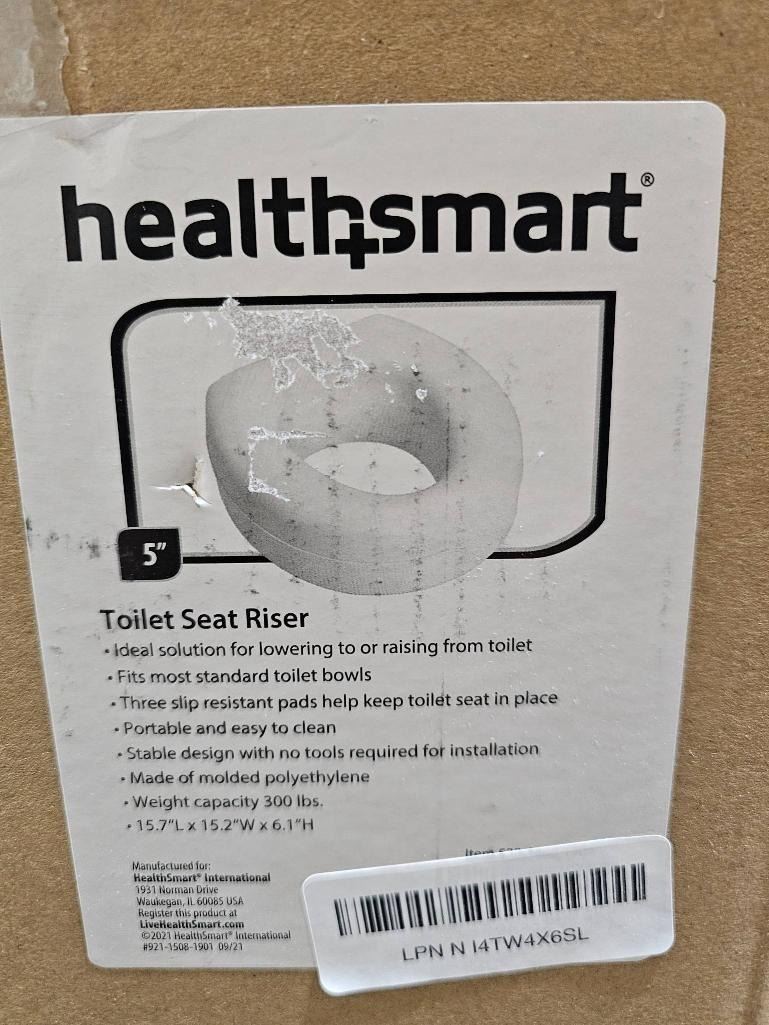 health+smart®
5"
Toilet Seat Riser
• Ideal solution for lowering to or raising from toilet
• Fits most standard toilet bowls
• Three slip resistant pads help keep toilet seat in place
• Portable and easy to clean
• Stable design with no tools required for installation
• Made of molded polyethylene
• Weight capacity 300 lbs.
• 15.7"L x 15.2"W x 6.1"H
Item
Manufactured for:
HealthSmart® International
1931 Norman Drive
Waukegan, IL 60085 USA
Register this product at
LiveHealthSmart.com
©2021 HealthSmart® International
#921-1508-1901 09/21
LPN N I4TW4X6SL